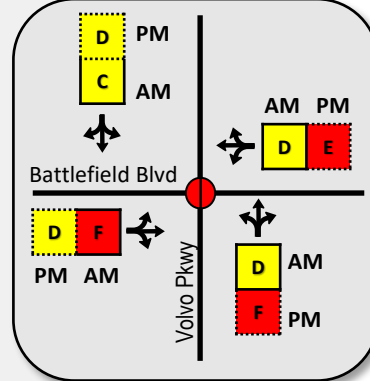 D PM
C AM
AM PM
D E
Battlefield Blvd
D F
PM AM
Volvo Pkwy
D AM
F PM